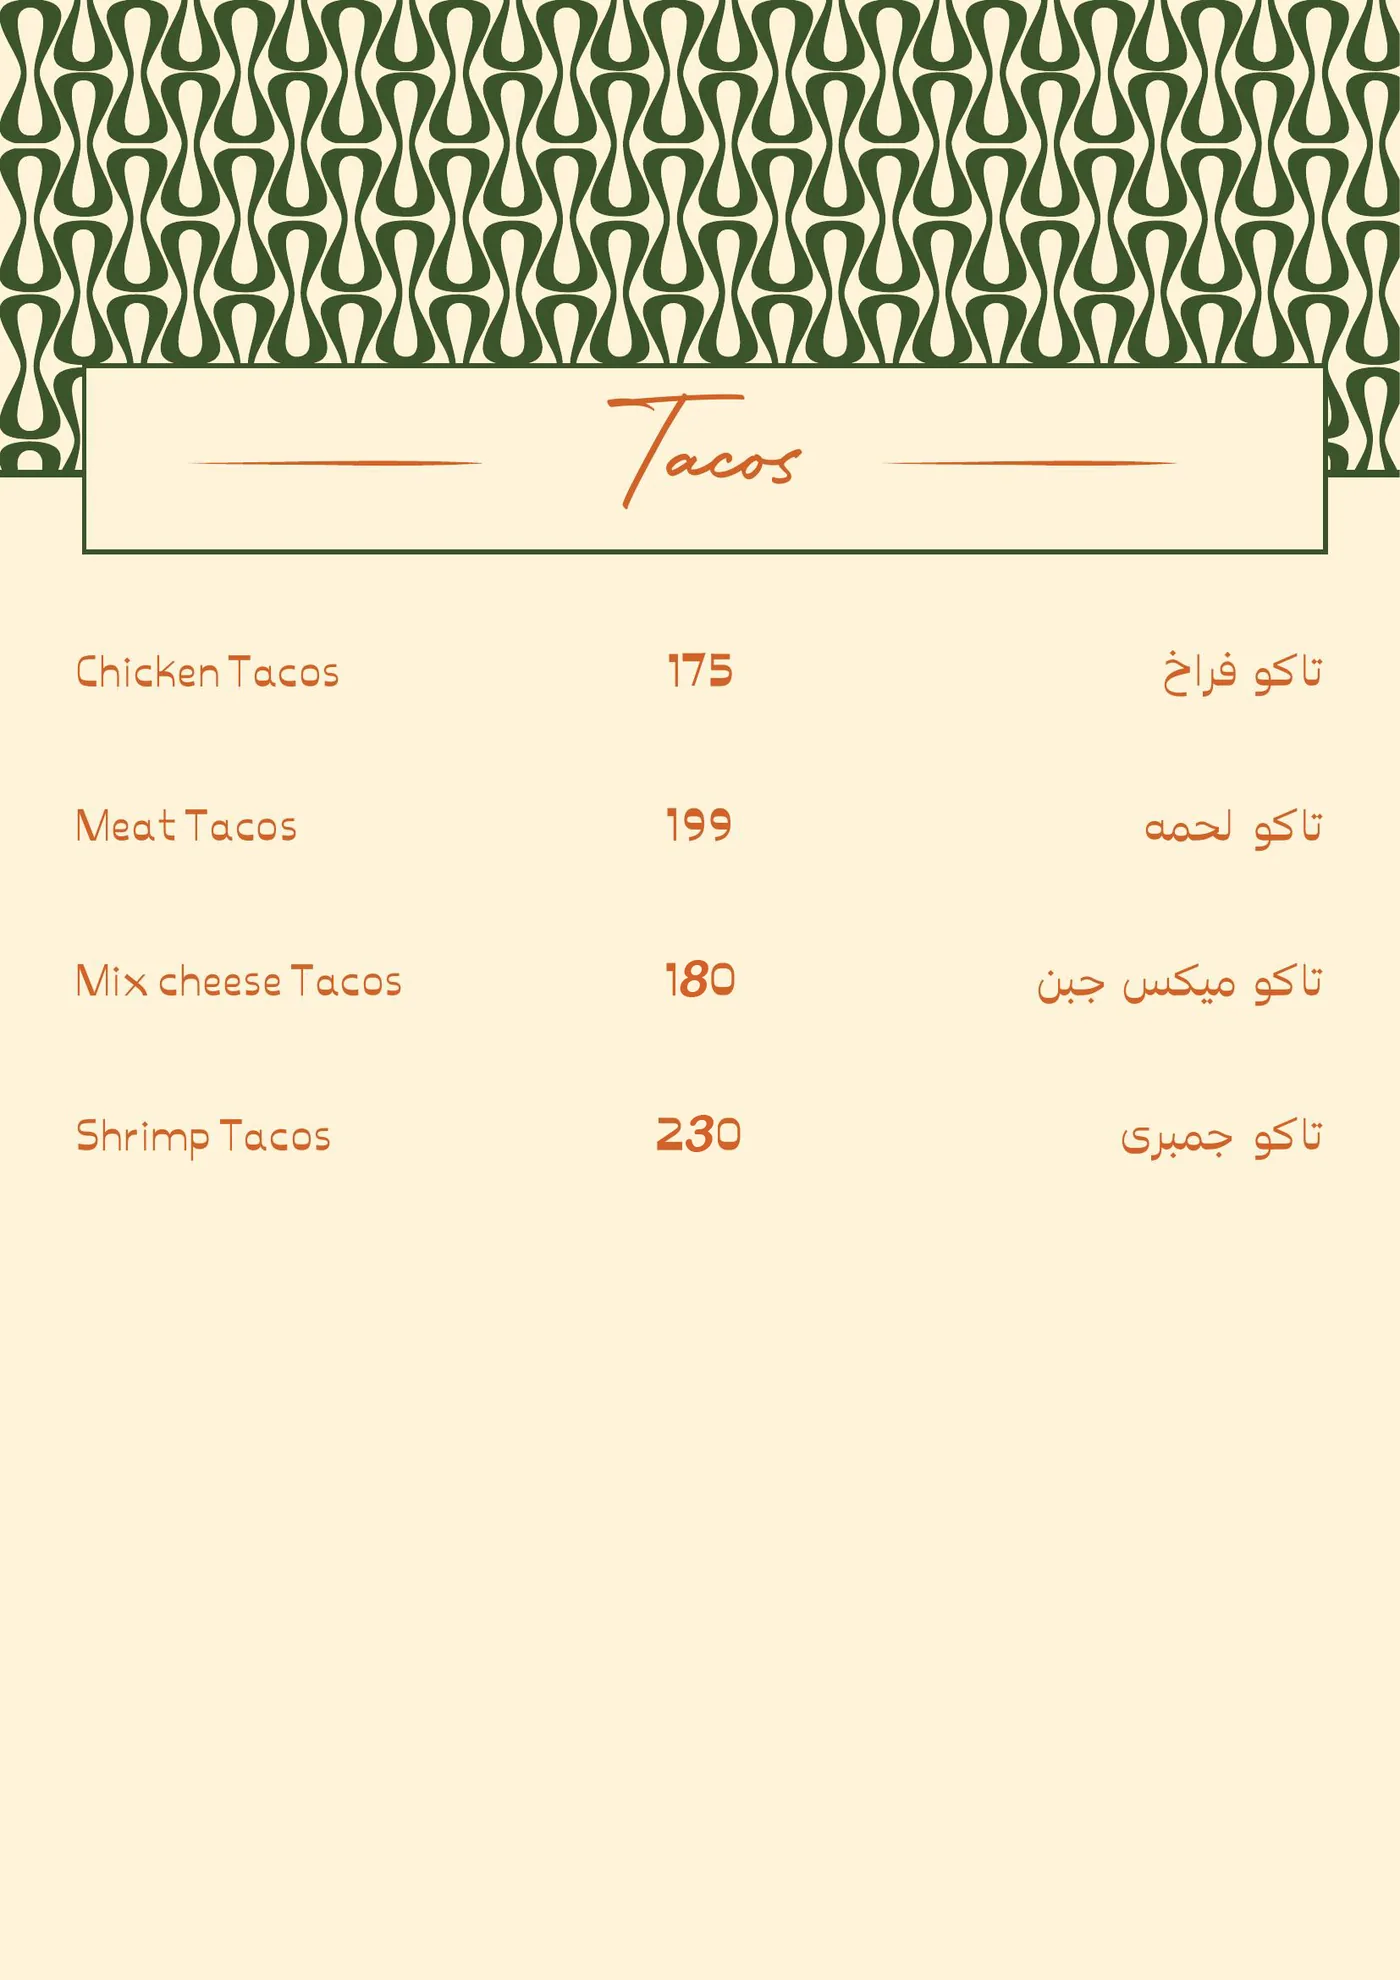 Tacos
Chicken Tacos 175 تاكو فراخ
Meat Tacos 199 تاكو لحمه
Mix cheese Tacos 180 تاكو ميكس جبن
Shrimp Tacos 230 تاكو جمبرى